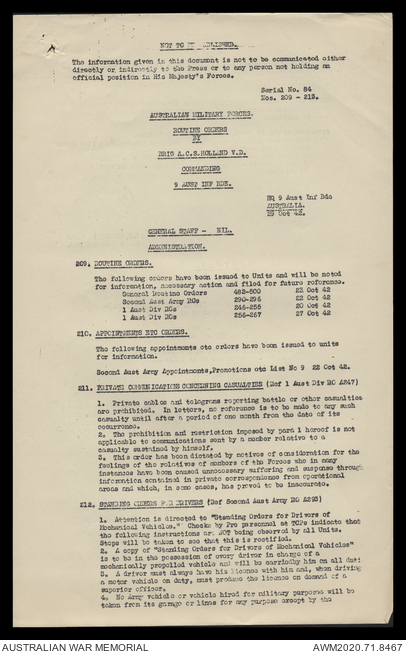 NOT TO BE PUBLISHED.
The information given in this document is not to be communicated either
directly or indirectly to the Press or to any person not holding an
official position in His Majesty's Forces.
Serial No. 84
Nos. 209 - 213.
AUSTRALIAN MILITARY FORCES.
ROUTINE ORDERS
BY
BRIG A.C.S.HOLLAND V.D.
COMMANDING
9 AUST INF BDE.
HQ 9 Aust Inf Bde
AUSTRALIA.
29 Oct 42.
GENERAL STAFF - NIL.
ADMINISTRATION.
209. ROUTINE ORDERS.
The following orders have been issued to Units and will be noted
for information, necessary action and filed for future reference.
General Routine Orders 482-500 23 Oct 42
Second Aust Army ROs 290-296 22 Oct 42
1 Aust Div ROs 246-255 20 Oct 42
1 Aust Div ROs 256-267 27 Oct 42
210. APPOINTMENTS ETC ORDERS.
The following appointments etc orders have been issued to units
for information.
Second Aust Army Appointments,Promotions etc List No 9 22 Oct 42.
211. PRIVATE COMMUNICATIONS CONCERNING CASUALTIES (Ref 1 Aust Div RO A247)
1. Private cables and telegrams reporting battle or other casualties
are prohibited. In letters, no reference is to be made to any such
casualty until after a period of one month from the date of its
occurrence.
2. The prohibition and restriction imposed by para 1 hereof is not
applicable to communications sent by a member relative to a
casualty sustained by himself.
3. This order has been dictated by motives of consideration for the
feelings of the relatives of members of the Forces who in many
instances have been caused unnecessary suffering and suspense through
information contained in private correspondence from operational
areas and which, in some cases, has proved to be inaccurate.
212. STANDING ORDERS FOR DRIVERS (Ref Second Aust Army RO A293)
1. Attention is directed to "Standing Orders for Drivers of
Mechanical Vehicles." Checks by Pro personnel at TCPs indicate that
the following instructions are NOT being observed by all Units.
Steps will be taken to see that this is rectified.
2. A copy of "Standing Orders for Drivers of Mechanical Vehicles"
is to be in the possession of every driver in charge of a
mechanically propelled vehicle and will be carried by him on all duti
3. A driver must always have his licence with him and, when driving
a motor vehicle on duty, must produce the licence on demand of a
superior officer.
4. No Army vehicle or vehicle hired for military purposes will be
taken from its garage or lines for any purpose except by the
AUSTRALIAN WAR MEMORIAL
AWM2020.71.8467